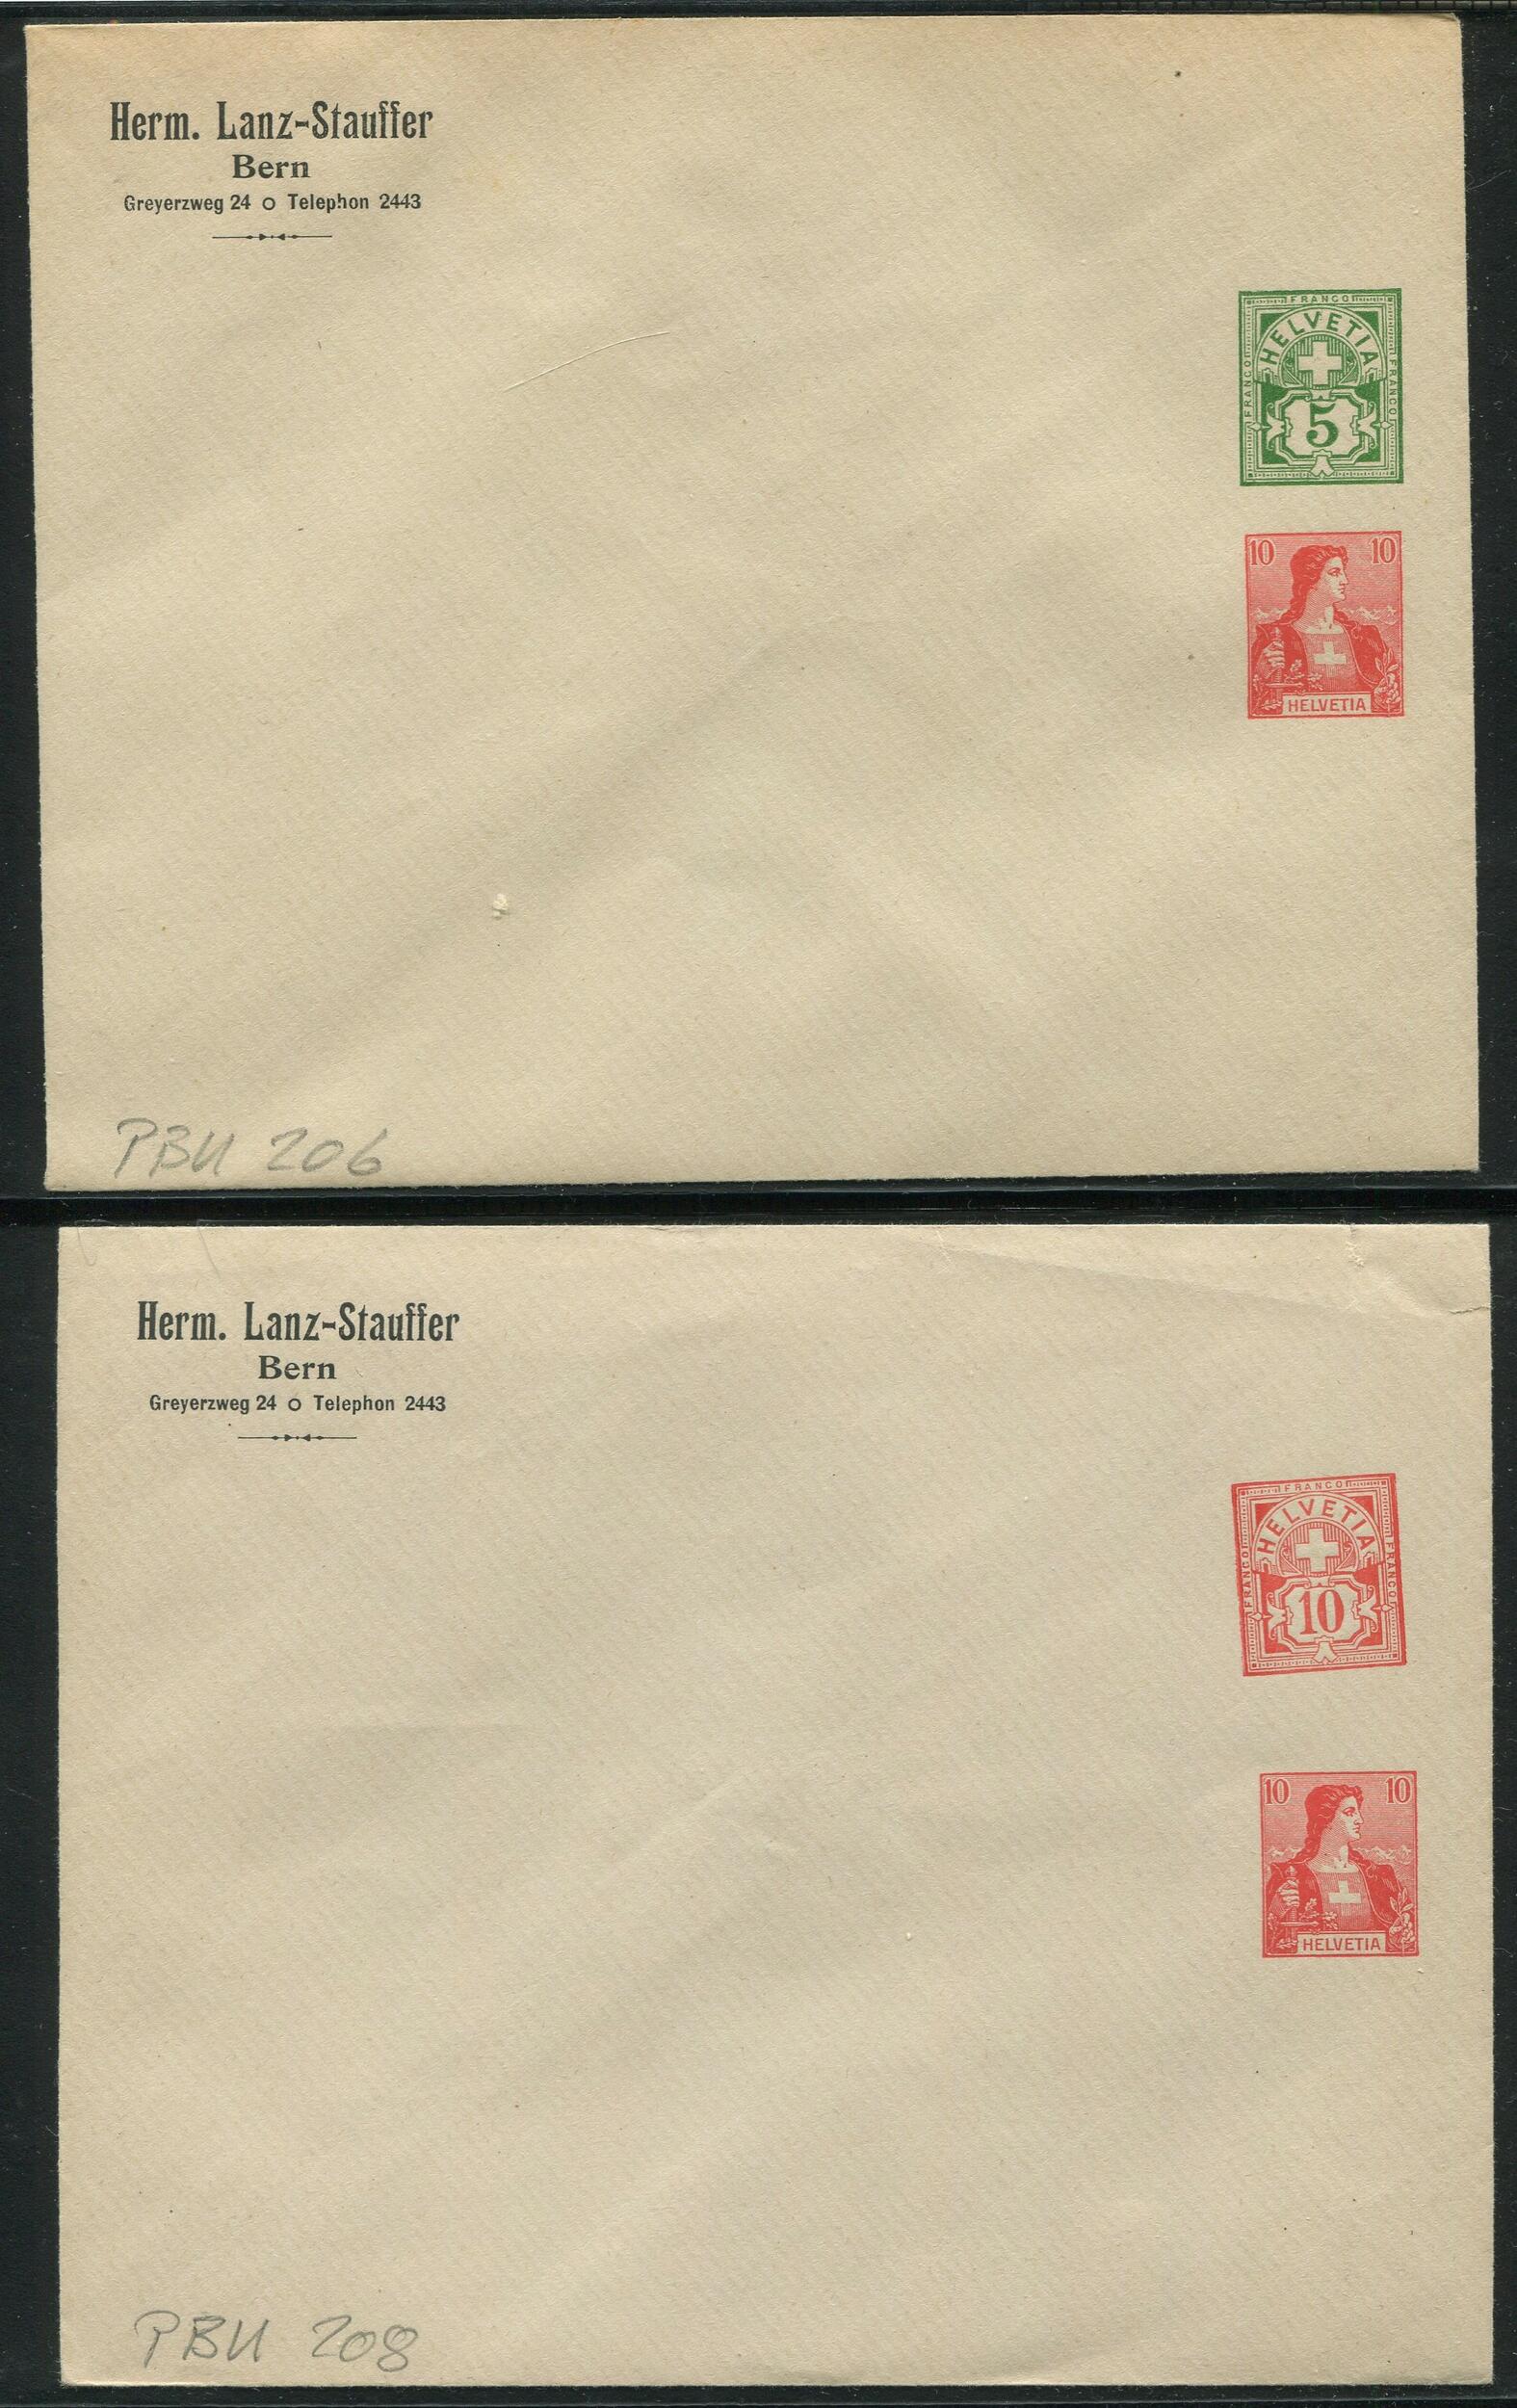 Herm. Lanz-Stauffer
Bern
Greyerzweg 24 o Telephon 2443
FRANCO
FRANCO
HELVETIA
FRANCO
5
10 10
HELVETIA
PBU 206
Herm. Lanz-Stauffer
Bern
Greyerzweg 24 o Telephon 2443
FRANCO
FRANCO
HELVETIA
FRANCO
10
10 10
HELVETIA
PBU 208